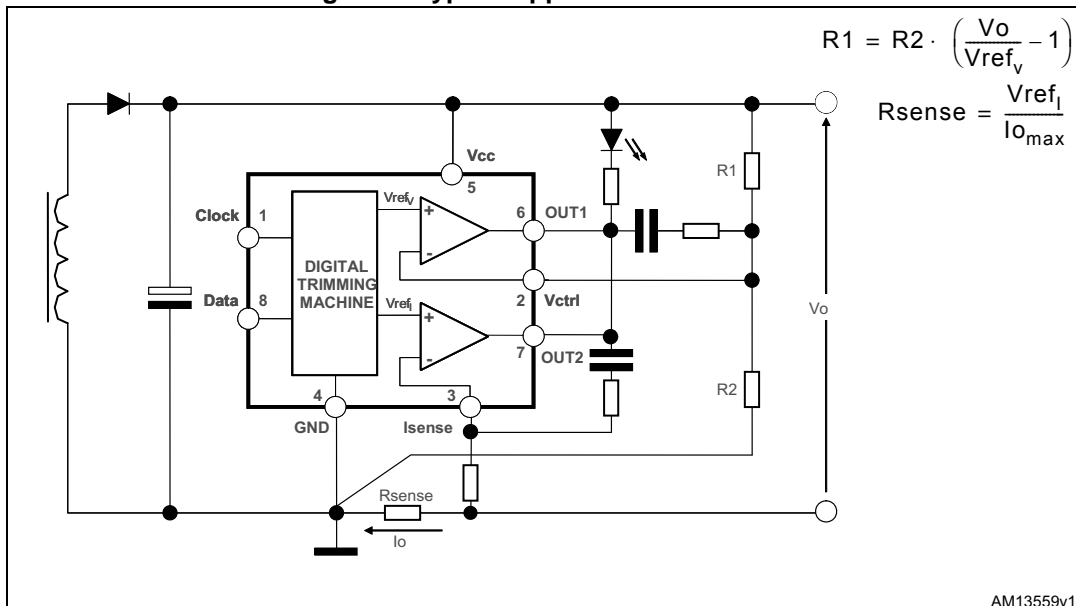 R1 = R2 · (Vo/Vref_v − 1)
Rsense = Vref_I/Io_max
Vcc
5
R1
Clock
1
Vref_v
+
-
6
OUT1
DIGITAL
TRIMMING
MACHINE
Data
8
2
Vctrl
Vref_i
+
-
7
OUT2
Vo
R2
4
GND
3
Isense
Rsense
Io
AM13559v1